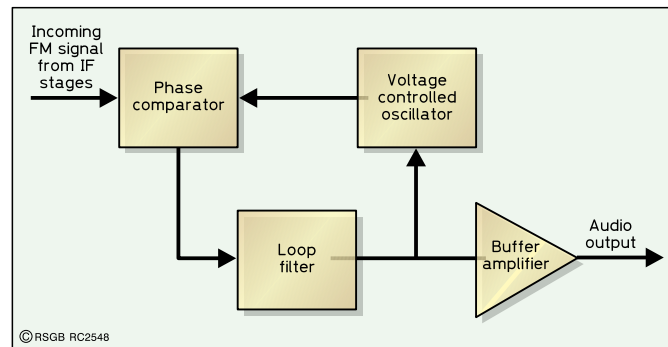 Incoming
FM signal
from IF
stages
Phase
comparator
Voltage
controlled
oscillator
Loop
filter
Buffer
amplifier
Audio
output
©RSGB RC2548